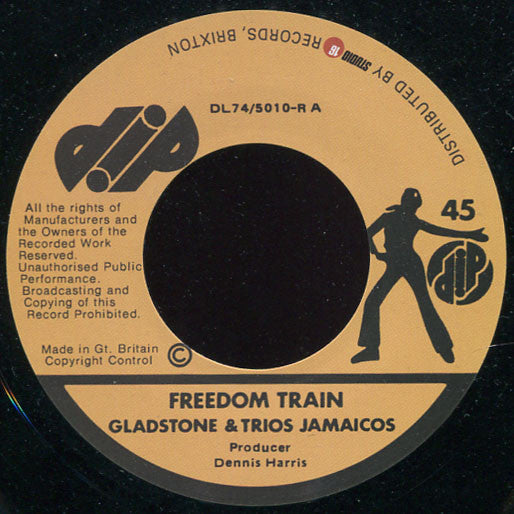 DISTRIBUTED BY STUDIO 16 RECORDS, BRIXTON
DL74/5010-R A
dip
45
dip
All the rights of
Manufacturers and
the Owners of the
Recorded Work
Reserved.
Unauthorised Public
Performance.
Broadcasting and
Copying of this
Record Prohibited.
Made in Gt. Britain
Copyright Control
©
FREEDOM TRAIN
GLADSTONE & TRIOS JAMAICOS
Producer
Dennis Harris